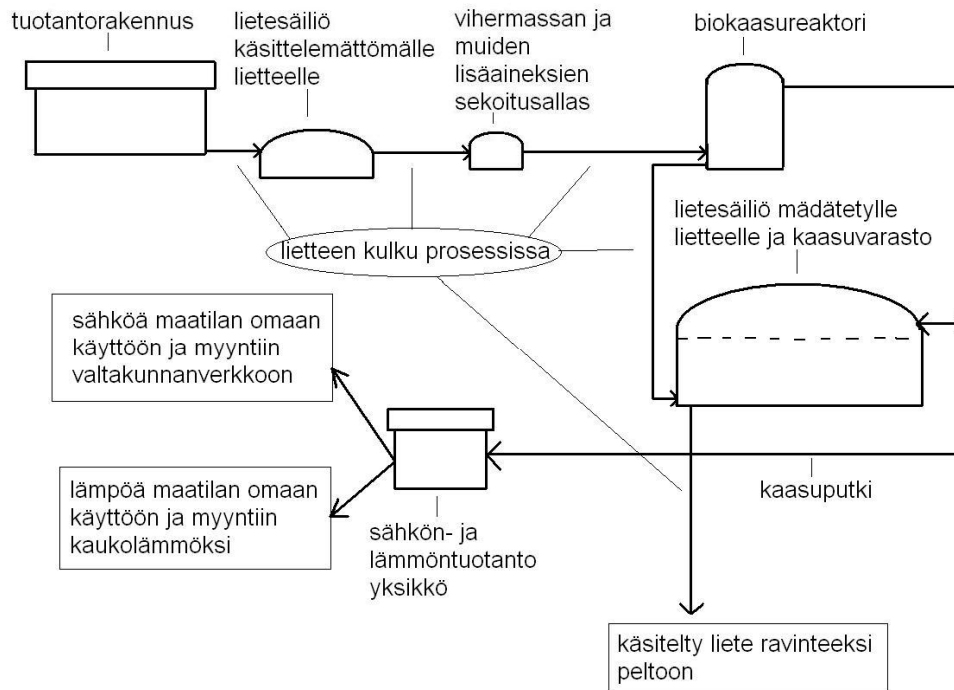 tuotantorakennus
lietesäiliö
käsittelemättömälle
lietteelle
vihermassan ja
muiden
lisäaineksien
sekoitusallas
biokaasureaktori
lietteen kulku prosessissa
lietesäiliö mädätetylle
lietteelle ja kaasuvarasto
sähköä maatilan omaan
käyttöön ja myyntiin
valtakunnanverkkoon
lämpöä maatilan omaan
käyttöön ja myyntiin
kaukolämmöksi
sähkön- ja
lämmöntuotanto
yksikkö
kaasuputki
käsitelty liete ravinteeksi
peltoon